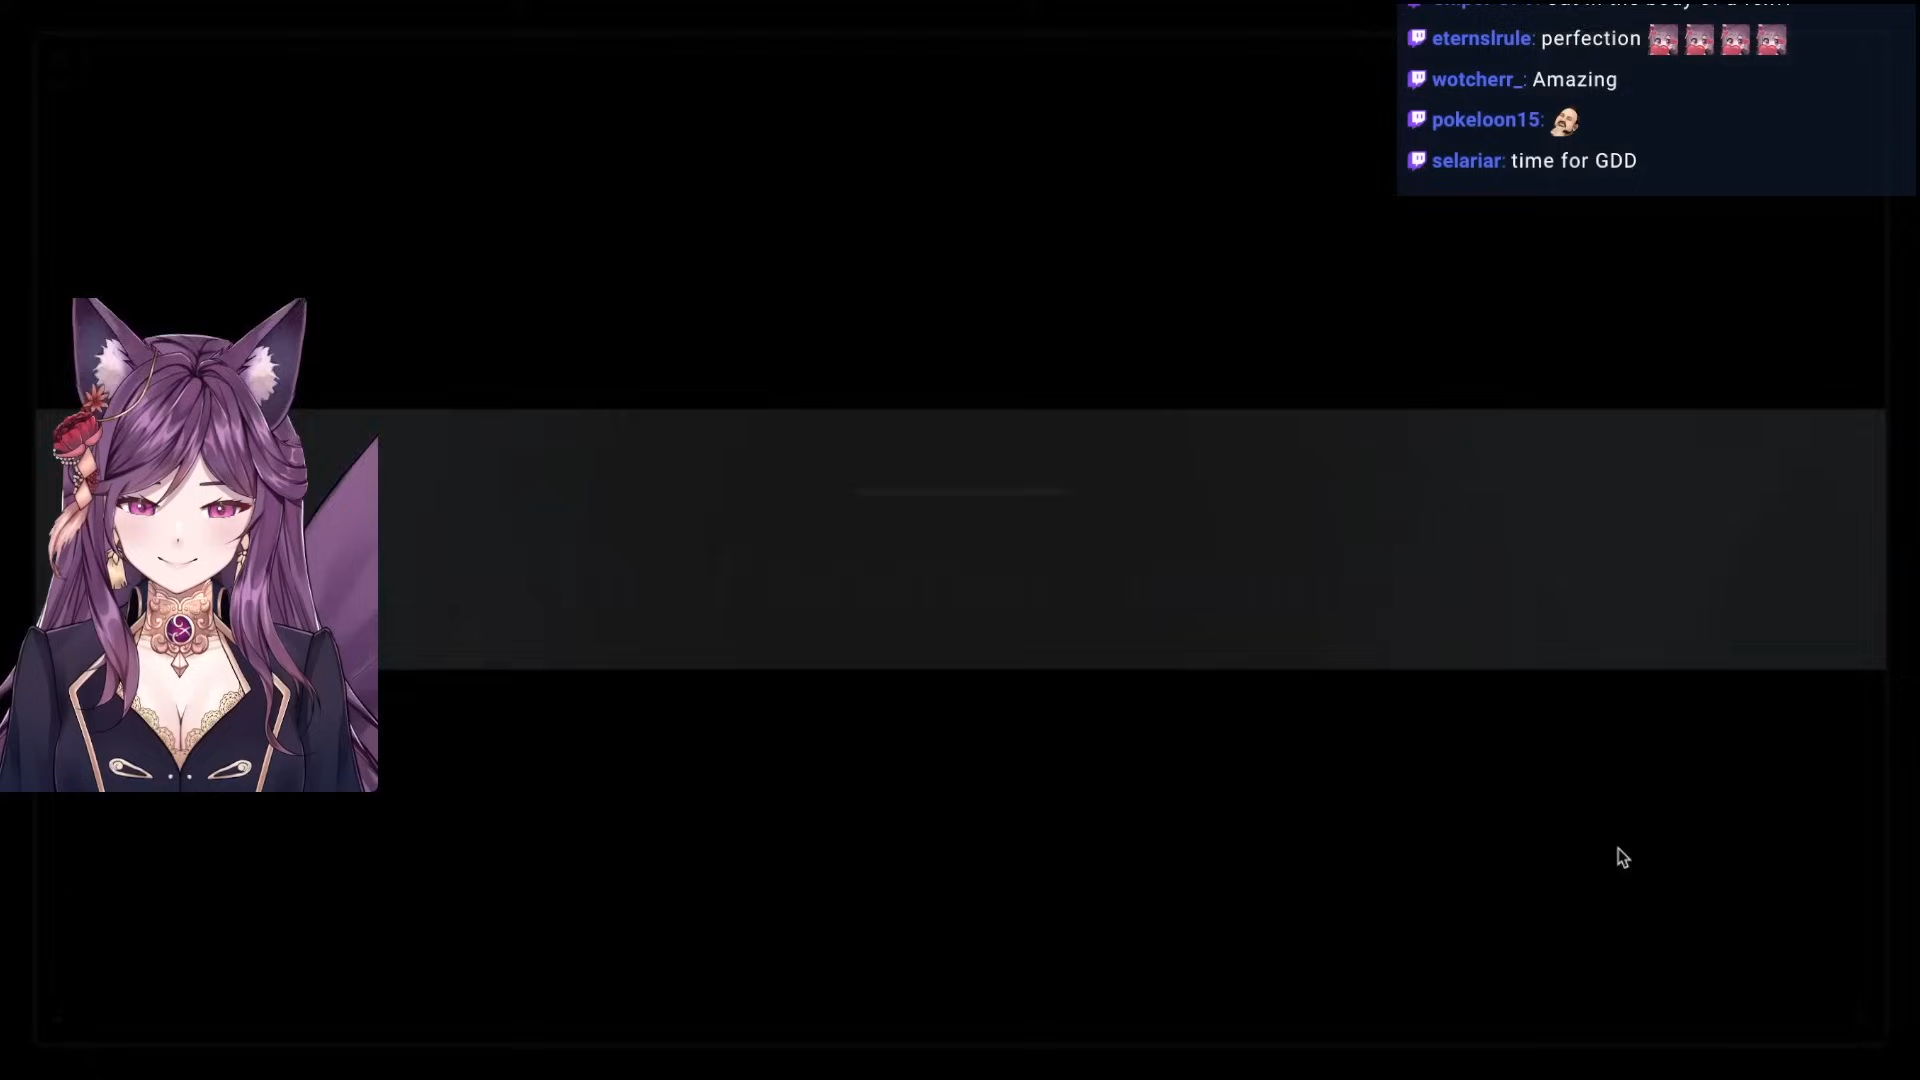 eternslrule: perfection
wotcherr_: Amazing
pokeloon15:
selariar: time for GDD